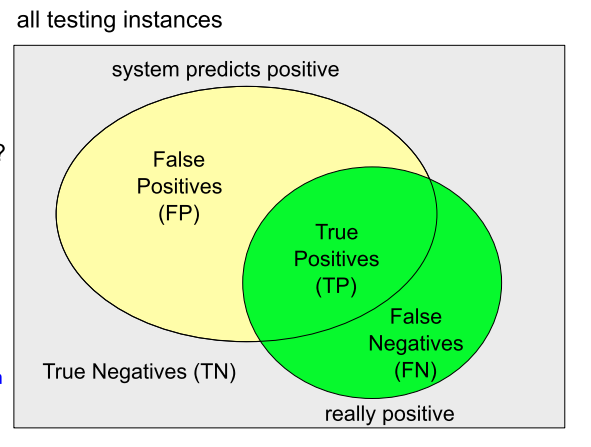 all testing instances
system predicts positive
?
False
Positives
(FP)
True
Positives
(TP)
False
Negatives
(FN)
True Negatives (TN)
really positive